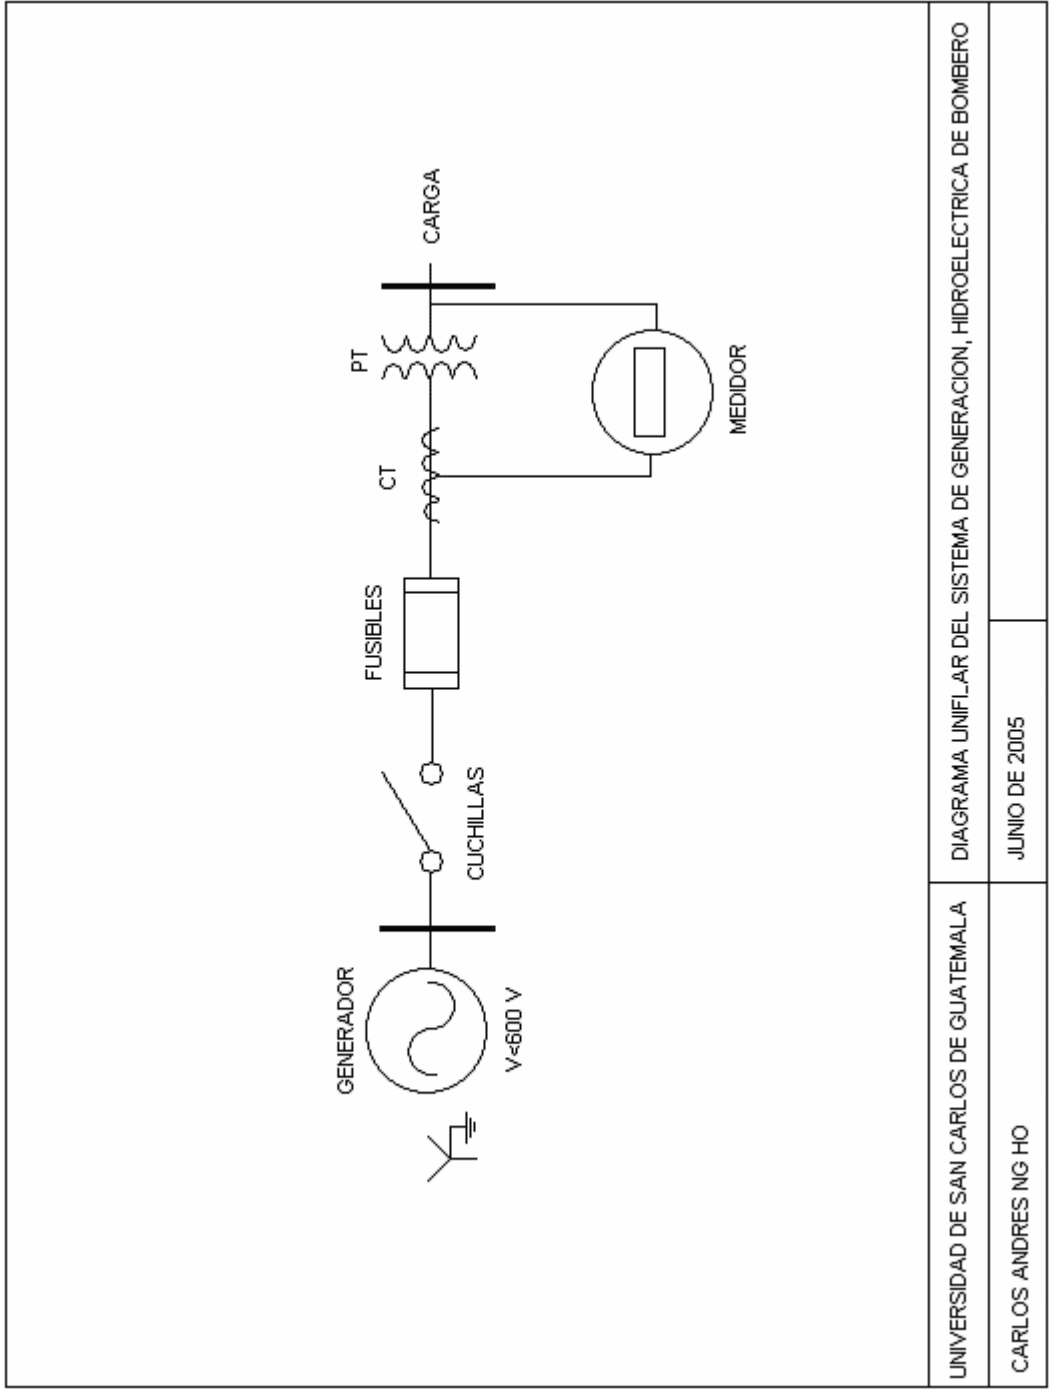 GENERADOR
V<600 V
CUCHILLAS
FUSIBLES
CT
PT
MEDIDOR
CARGA
UNIVERSIDAD DE SAN CARLOS DE GUATEMALA
DIAGRAMA UNIFILAR DEL SISTEMA DE GENERACION, HIDROELECTRICA DE BOMBERO
CARLOS ANDRES NG HO
JUNIO DE 2005